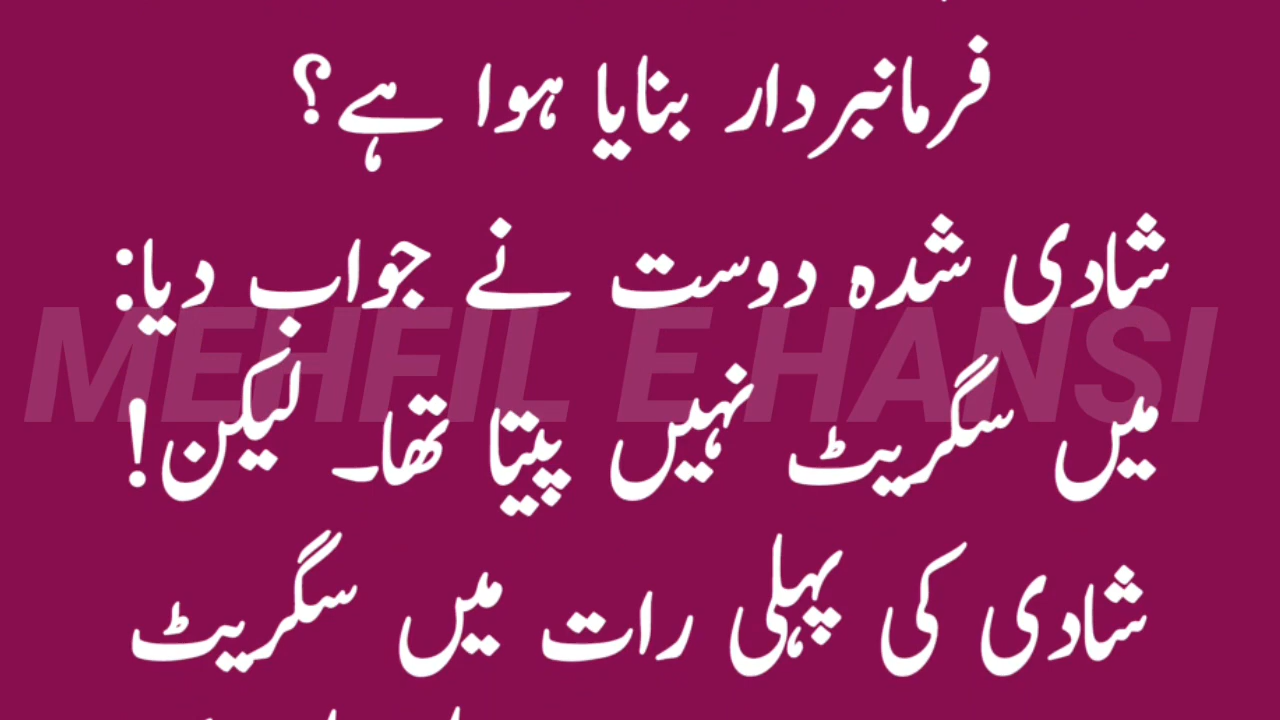 فرمانبردار بنایا ہوا ہے؟
شادی شدہ دوست نے جواب دیا:
MEHFIL E HANSI
میں سگریٹ نہیں پیتا تھا۔ لیکن!
شادی کی پہلی رات میں سگریٹ